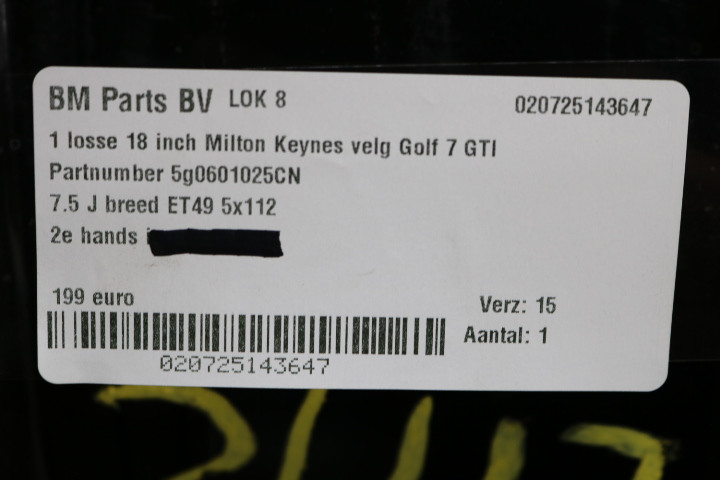 BM Parts BV LOK 8 020725143647
1 losse 18 inch Milton Keynes velg Golf 7 GTI
Partnumber 5g0601025CN
7.5 J breed ET49 5x112
2e hands
199 euro Verz: 15
Aantal: 1
020725143647